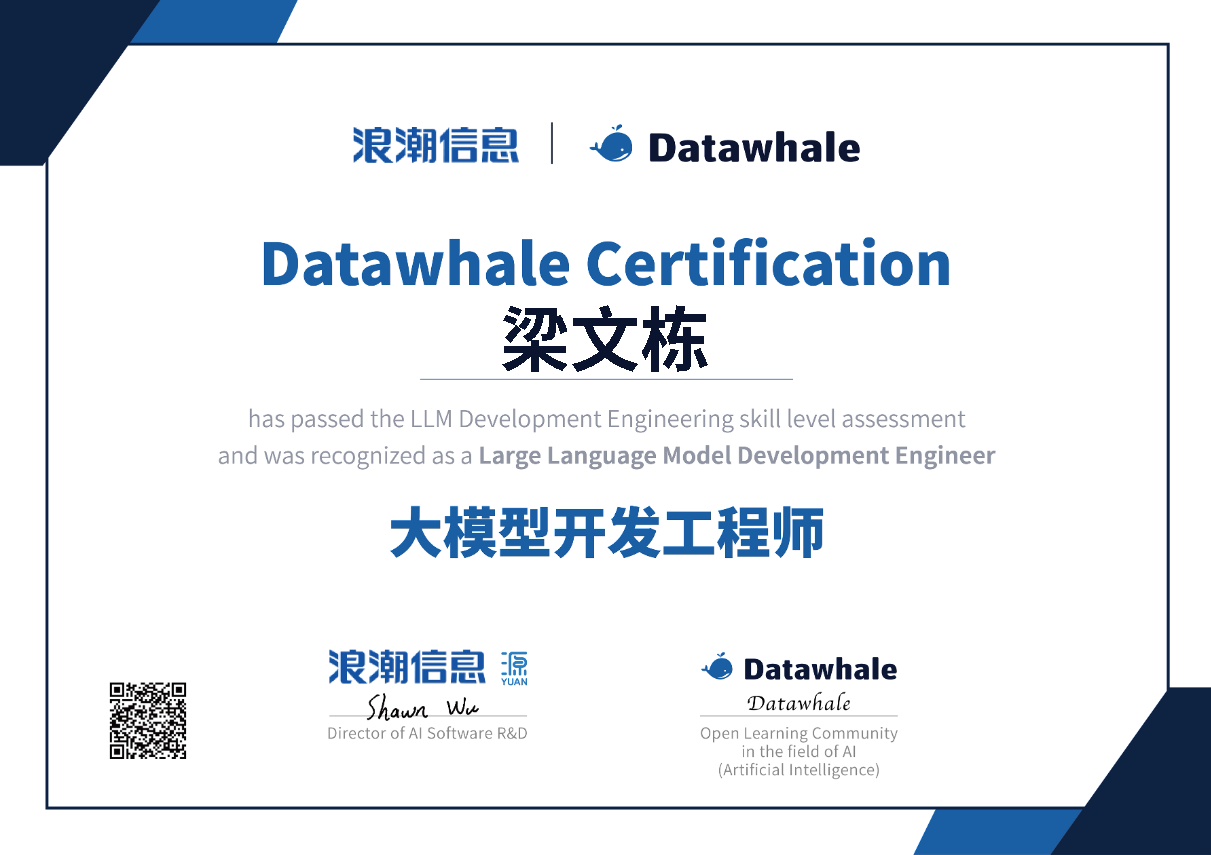 浪潮信息 | Datawhale
Datawhale Certification
梁文栋
has passed the LLM Development Engineering skill level assessment
and was recognized as a Large Language Model Development Engineer
大模型开发工程师
浪潮信息 源 YUAN
Shawn Wu
Director of AI Software R&D
Datawhale
Datawhale
Open Learning Community
in the field of AI
(Artificial Intelligence)